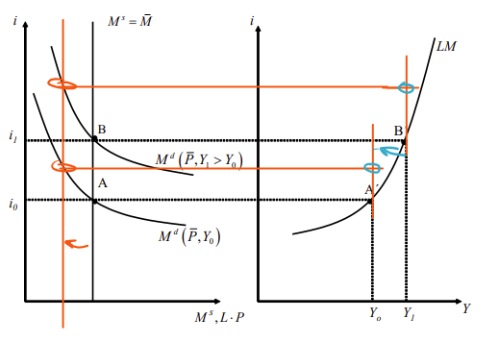 i
M^s = M̄
i
LM
B
B
i_1
M^d (P̄, Y_1 > Y_0)
A
A
i_0
M^d (P̄, Y_0)
M^s, L · P
Y_o
Y_1
Y